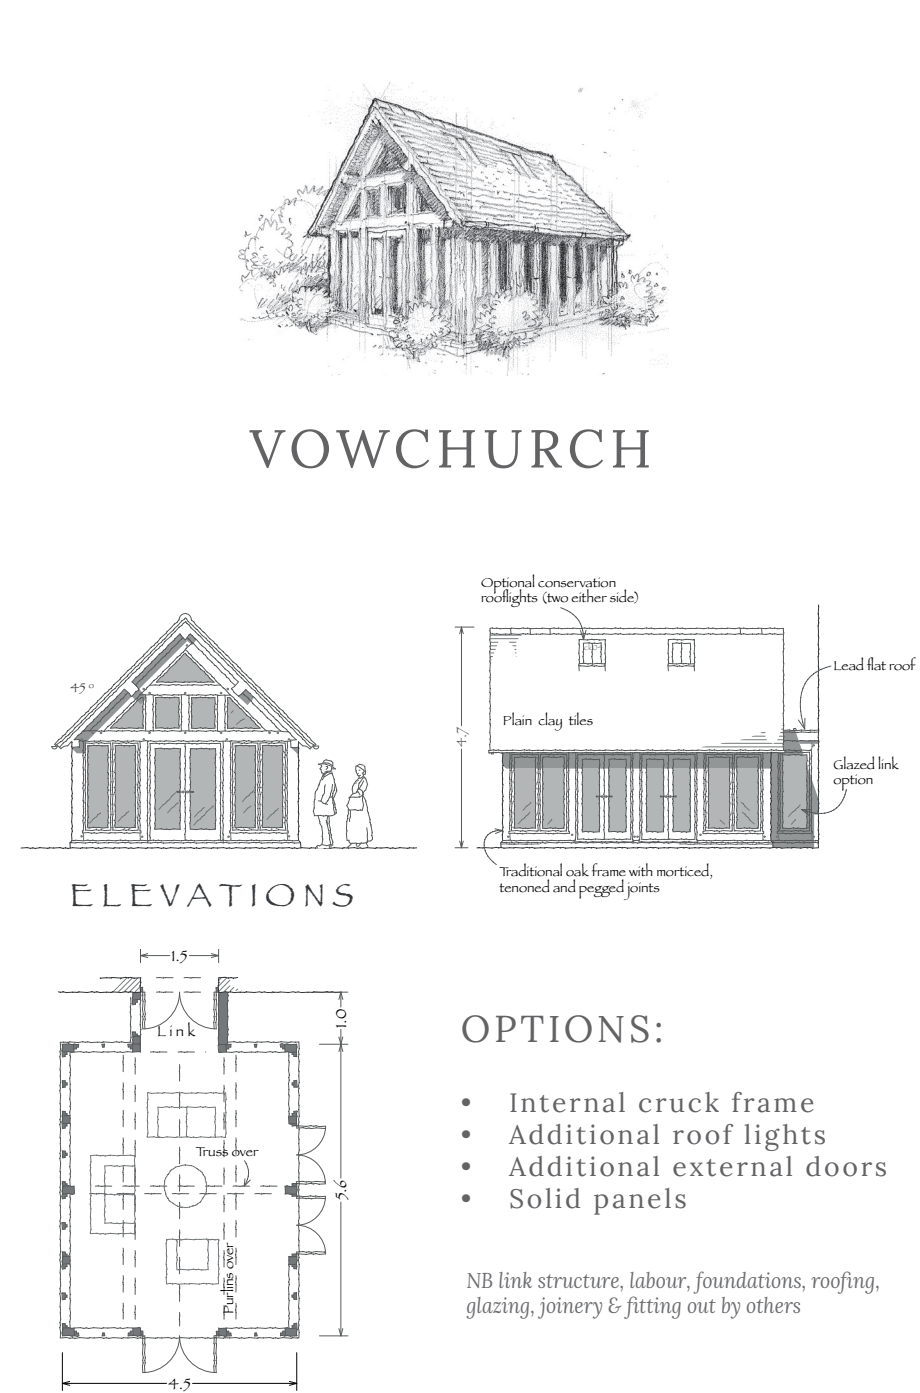 VOWCHURCH
Optional conservation
rooflights (two either side)
45°
Lead flat roof
Plain clay tiles
4.7
Glazed link
option
Traditional oak frame with morticed,
tenoned and pegged joints
ELEVATIONS
1.5
1.0
Link
Truss over
5.6
Purlins over
4.5
OPTIONS:
• Internal cruck frame
• Additional roof lights
• Additional external doors
• Solid panels
NB link structure, labour, foundations, roofing,
glazing, joinery & fitting out by others